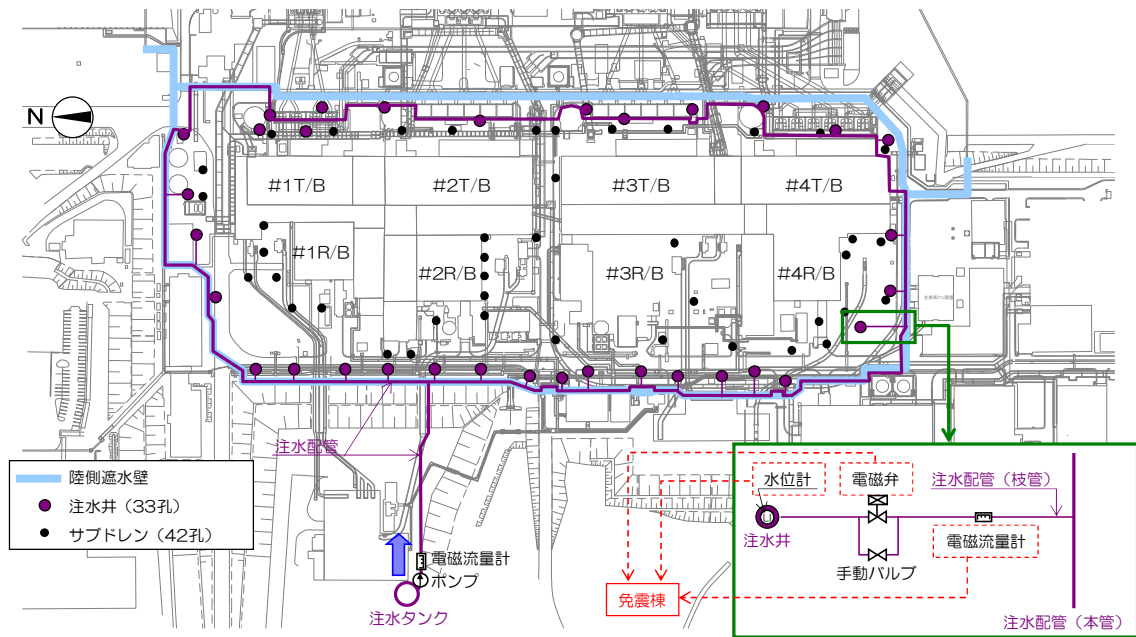 N
#1T/B
#2T/B
#3T/B
#4T/B
#1R/B
#2R/B
#3R/B
#4R/B
注水配管
陸側遮水壁
注水井（33孔）
サブドレン（42孔）
電磁流量計
ポンプ
注水タンク
水位計
電磁弁
注水配管（枝管）
注水井
電磁流量計
手動バルブ
免震棟
注水配管（本管）